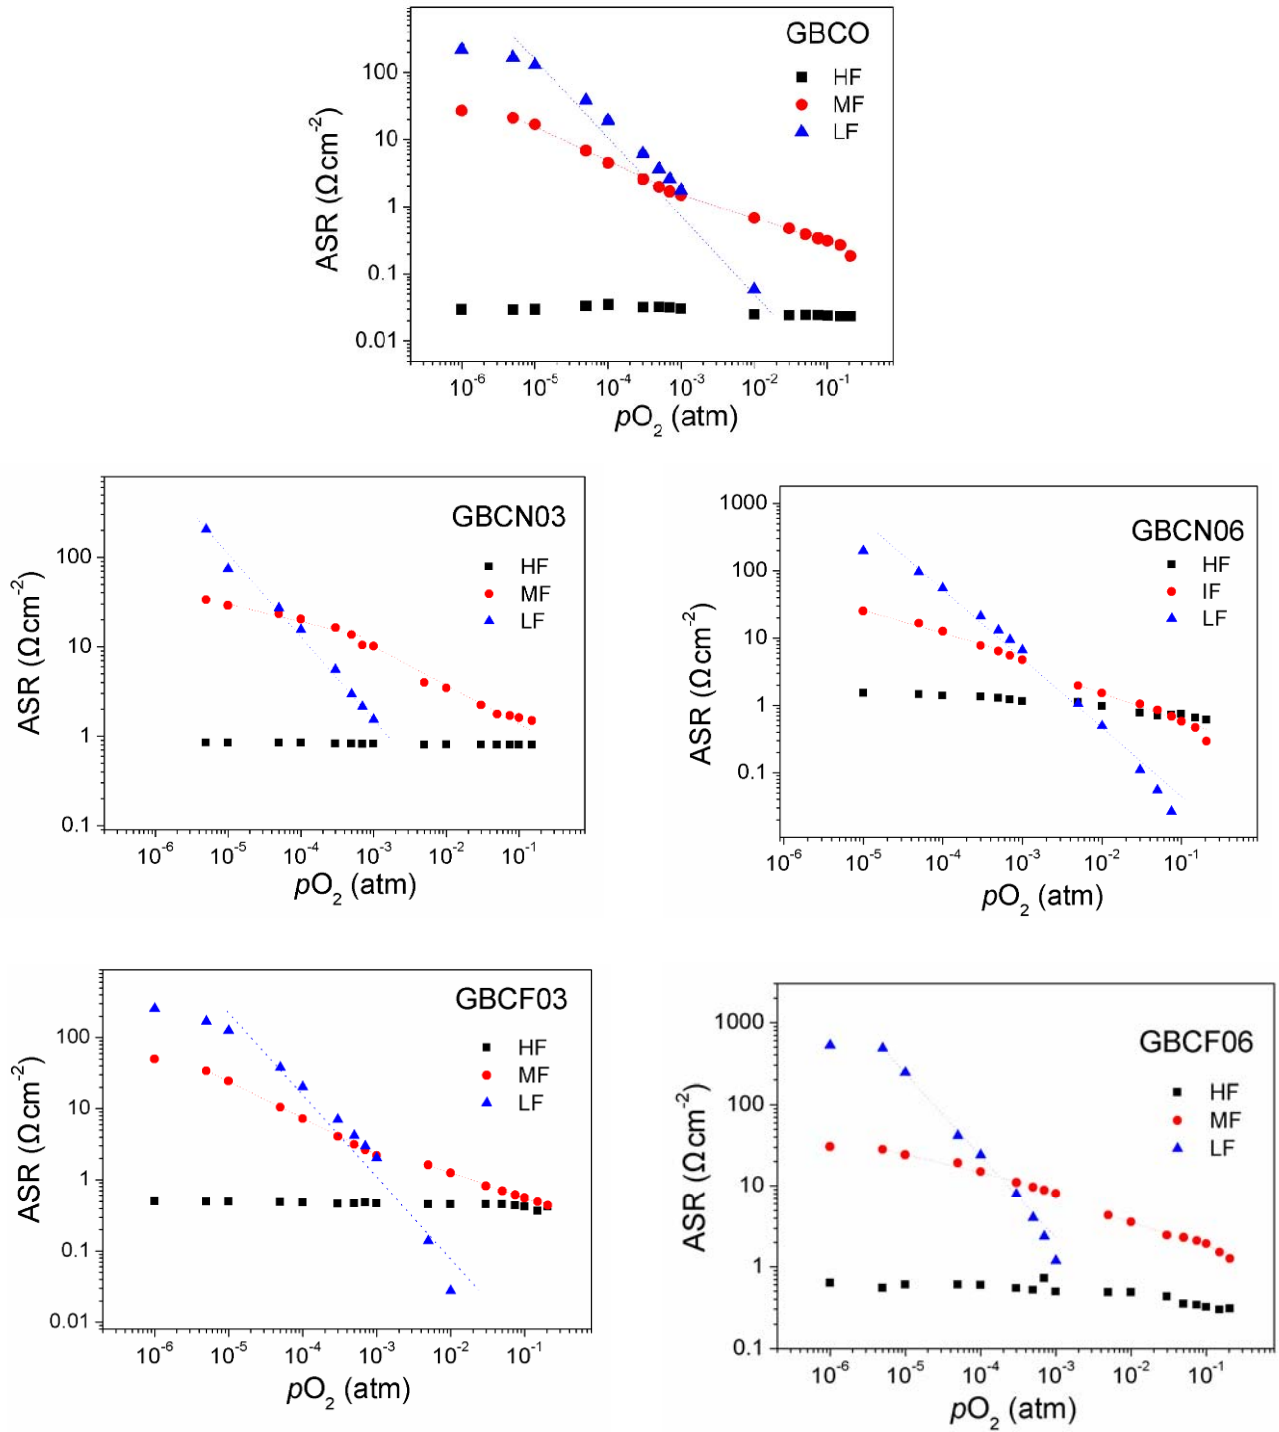 GBCO
HF
MF
LF
100
10
1
0.1
0.01
ASR (Ωcm⁻²)
10⁻⁶ 10⁻⁵ 10⁻⁴ 10⁻³ 10⁻² 10⁻¹
pO₂ (atm)
GBCN03
HF
MF
LF
100
10
1
0.1
ASR (Ωcm⁻²)
10⁻⁶ 10⁻⁵ 10⁻⁴ 10⁻³ 10⁻² 10⁻¹
pO₂ (atm)
GBCN06
HF
IF
LF
1000
100
10
1
0.1
ASR (Ωcm⁻²)
10⁻⁶ 10⁻⁵ 10⁻⁴ 10⁻³ 10⁻² 10⁻¹
pO₂ (atm)
GBCF03
HF
MF
LF
100
10
1
0.1
0.01
ASR (Ωcm⁻²)
10⁻⁶ 10⁻⁵ 10⁻⁴ 10⁻³ 10⁻² 10⁻¹
pO₂ (atm)
GBCF06
HF
MF
LF
1000
100
10
1
0.1
ASR (Ωcm⁻²)
10⁻⁶ 10⁻⁵ 10⁻⁴ 10⁻³ 10⁻² 10⁻¹
pO₂ (atm)